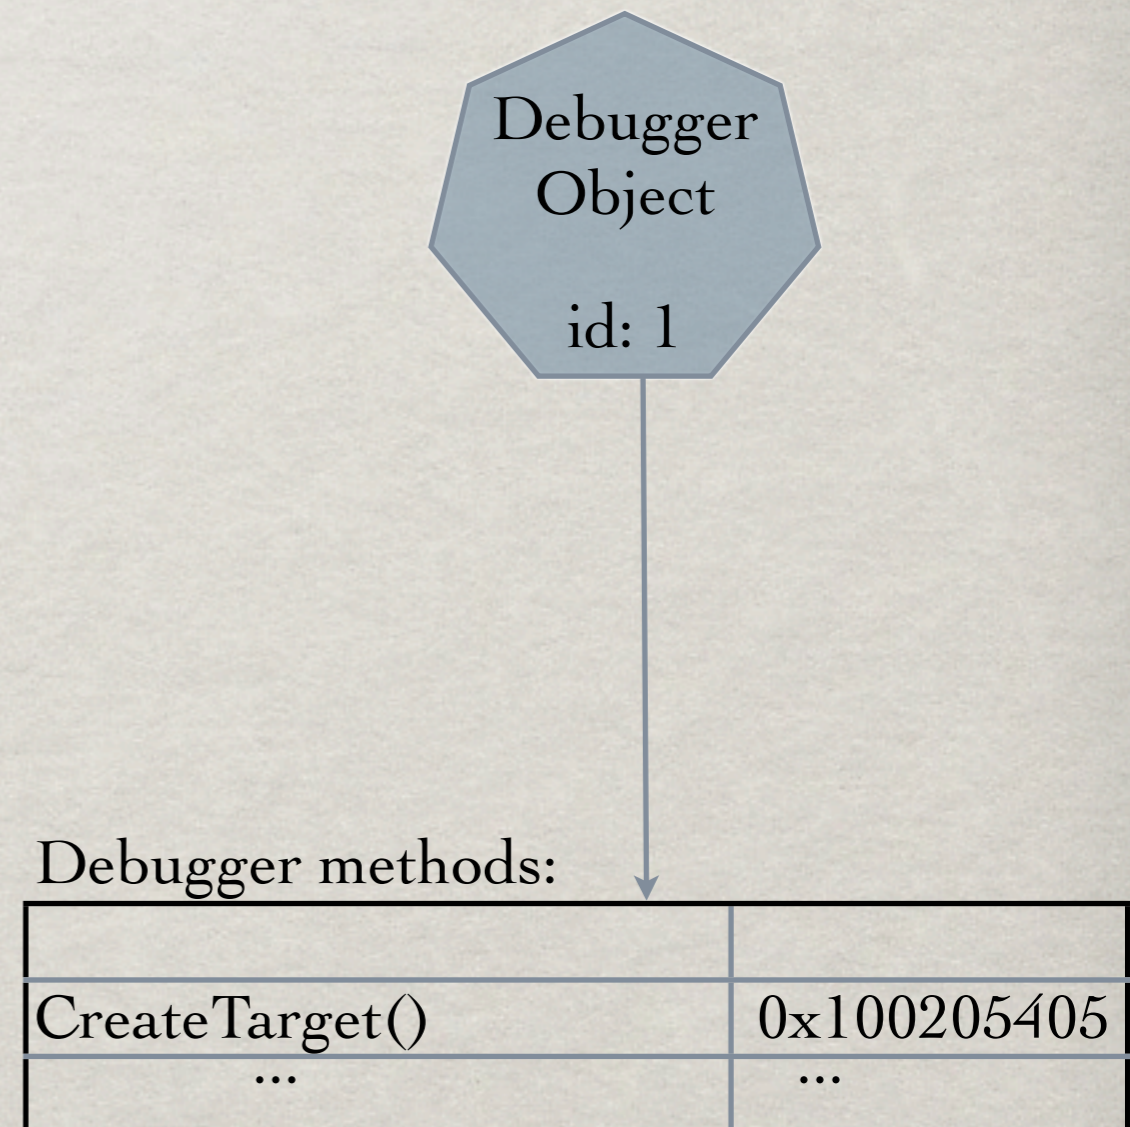 Debugger
Object
id: 1
Debugger methods:
CreateTarget() 0x100205405
... ...